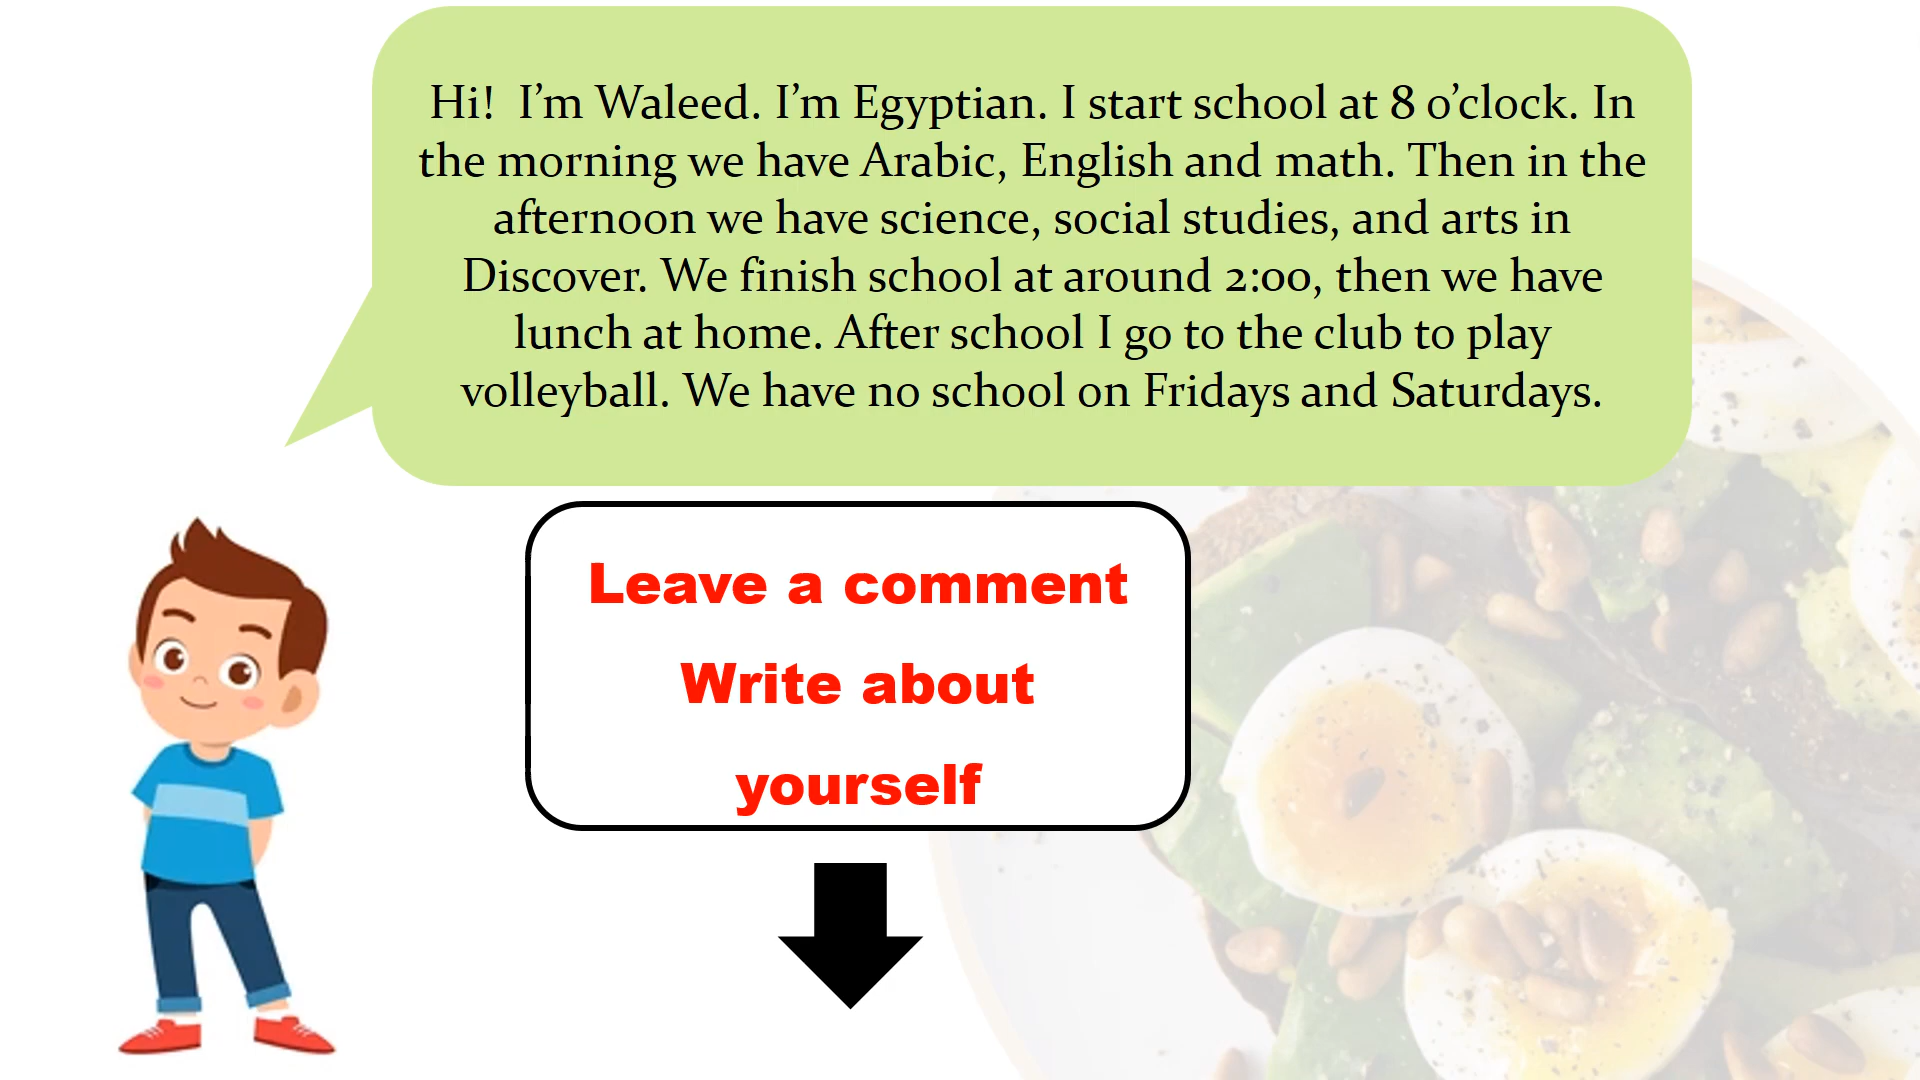 Hi!  I’m Waleed. I’m Egyptian. I start school at 8 o’clock. In
the morning we have Arabic, English and math. Then in the
afternoon we have science, social studies, and arts in
Discover. We finish school at around 2:00, then we have
lunch at home. After school I go to the club to play
volleyball. We have no school on Fridays and Saturdays.
Leave a comment
Write about
yourself